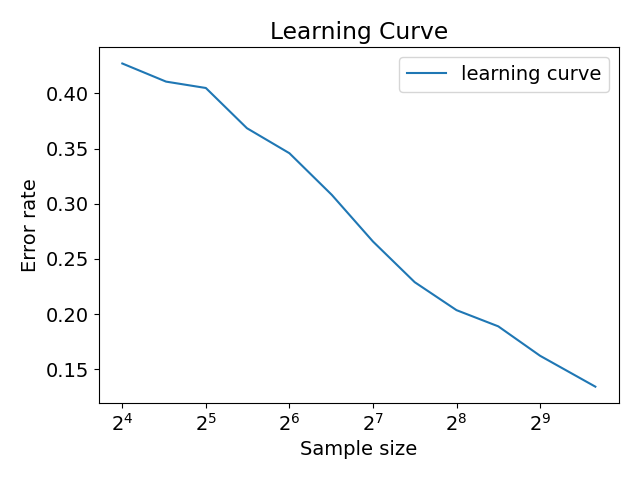 Learning Curve
learning curve
0.40
0.35
0.30
0.25
0.20
0.15
Error rate
2⁴ 2⁵ 2⁶ 2⁷ 2⁸ 2⁹
Sample size